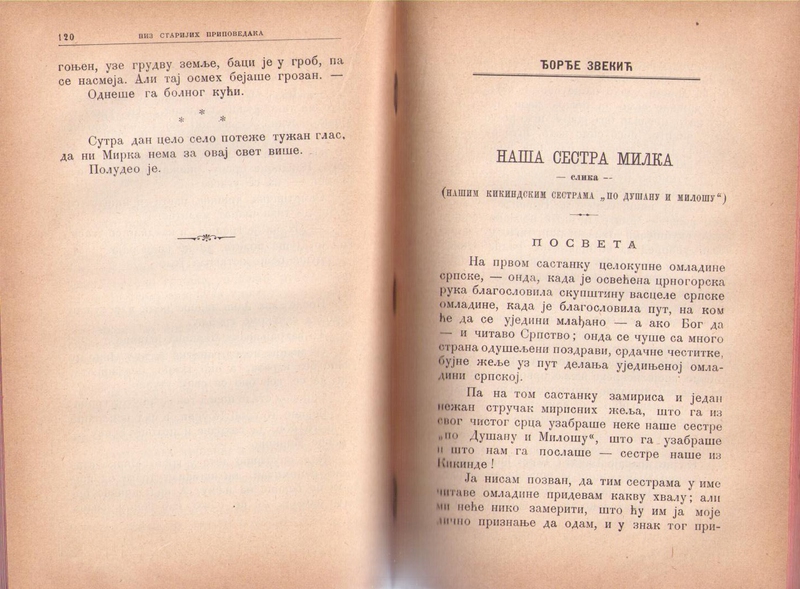 120
НИЗ СТАРИЈИХ ПРИПОВЕДАКА
гоњен, узе грудву земље, баци је у гроб, па
се насмеја. Али тај осмех бејаше грозан. —
Однеше га болног кући.
* * *
Сутра дан цело село потеже тужан глас,
да ни Мирка нема за овај свет више.
Полудео је.
ЂОРЂЕ ЗВЕКИЋ
НАША СЕСТРА МИЛКА
— слика —
(НАШИМ КИКИНДСКИМ СЕСТРАМА „ПО ДУШАНУ И МИЛОШУ“)
ПОСВЕТА
На првом састанку целокупне омладине
српске, — онда, када је освећена црногорска
рука благословила скупштину васцеле српске
омладине, када је благословила пут, на ком
ће да се уједини млађано — а ако Бог да
— и читаво Српство; онда се чуше са много
страна одушељени поздрави, срдачне честитке,
бујне жеље уз пут делања уједињеној омла-
дини српској.
Па на том састанку замириса и један
нежан стручак мирисних жеља, што га из
свог чистог срца узабраше неке наше сестре
„по Душану и Милошу“, што га узабраше
и што нам га послаше — сестре наше из
Кикинде!
Ја нисам позван, да тим сестрама у име
читаве омладине придевам какву хвалу; али
ми неће нико замерити, што ћу им ја моје
лично признање да одам, и у знак тог при-